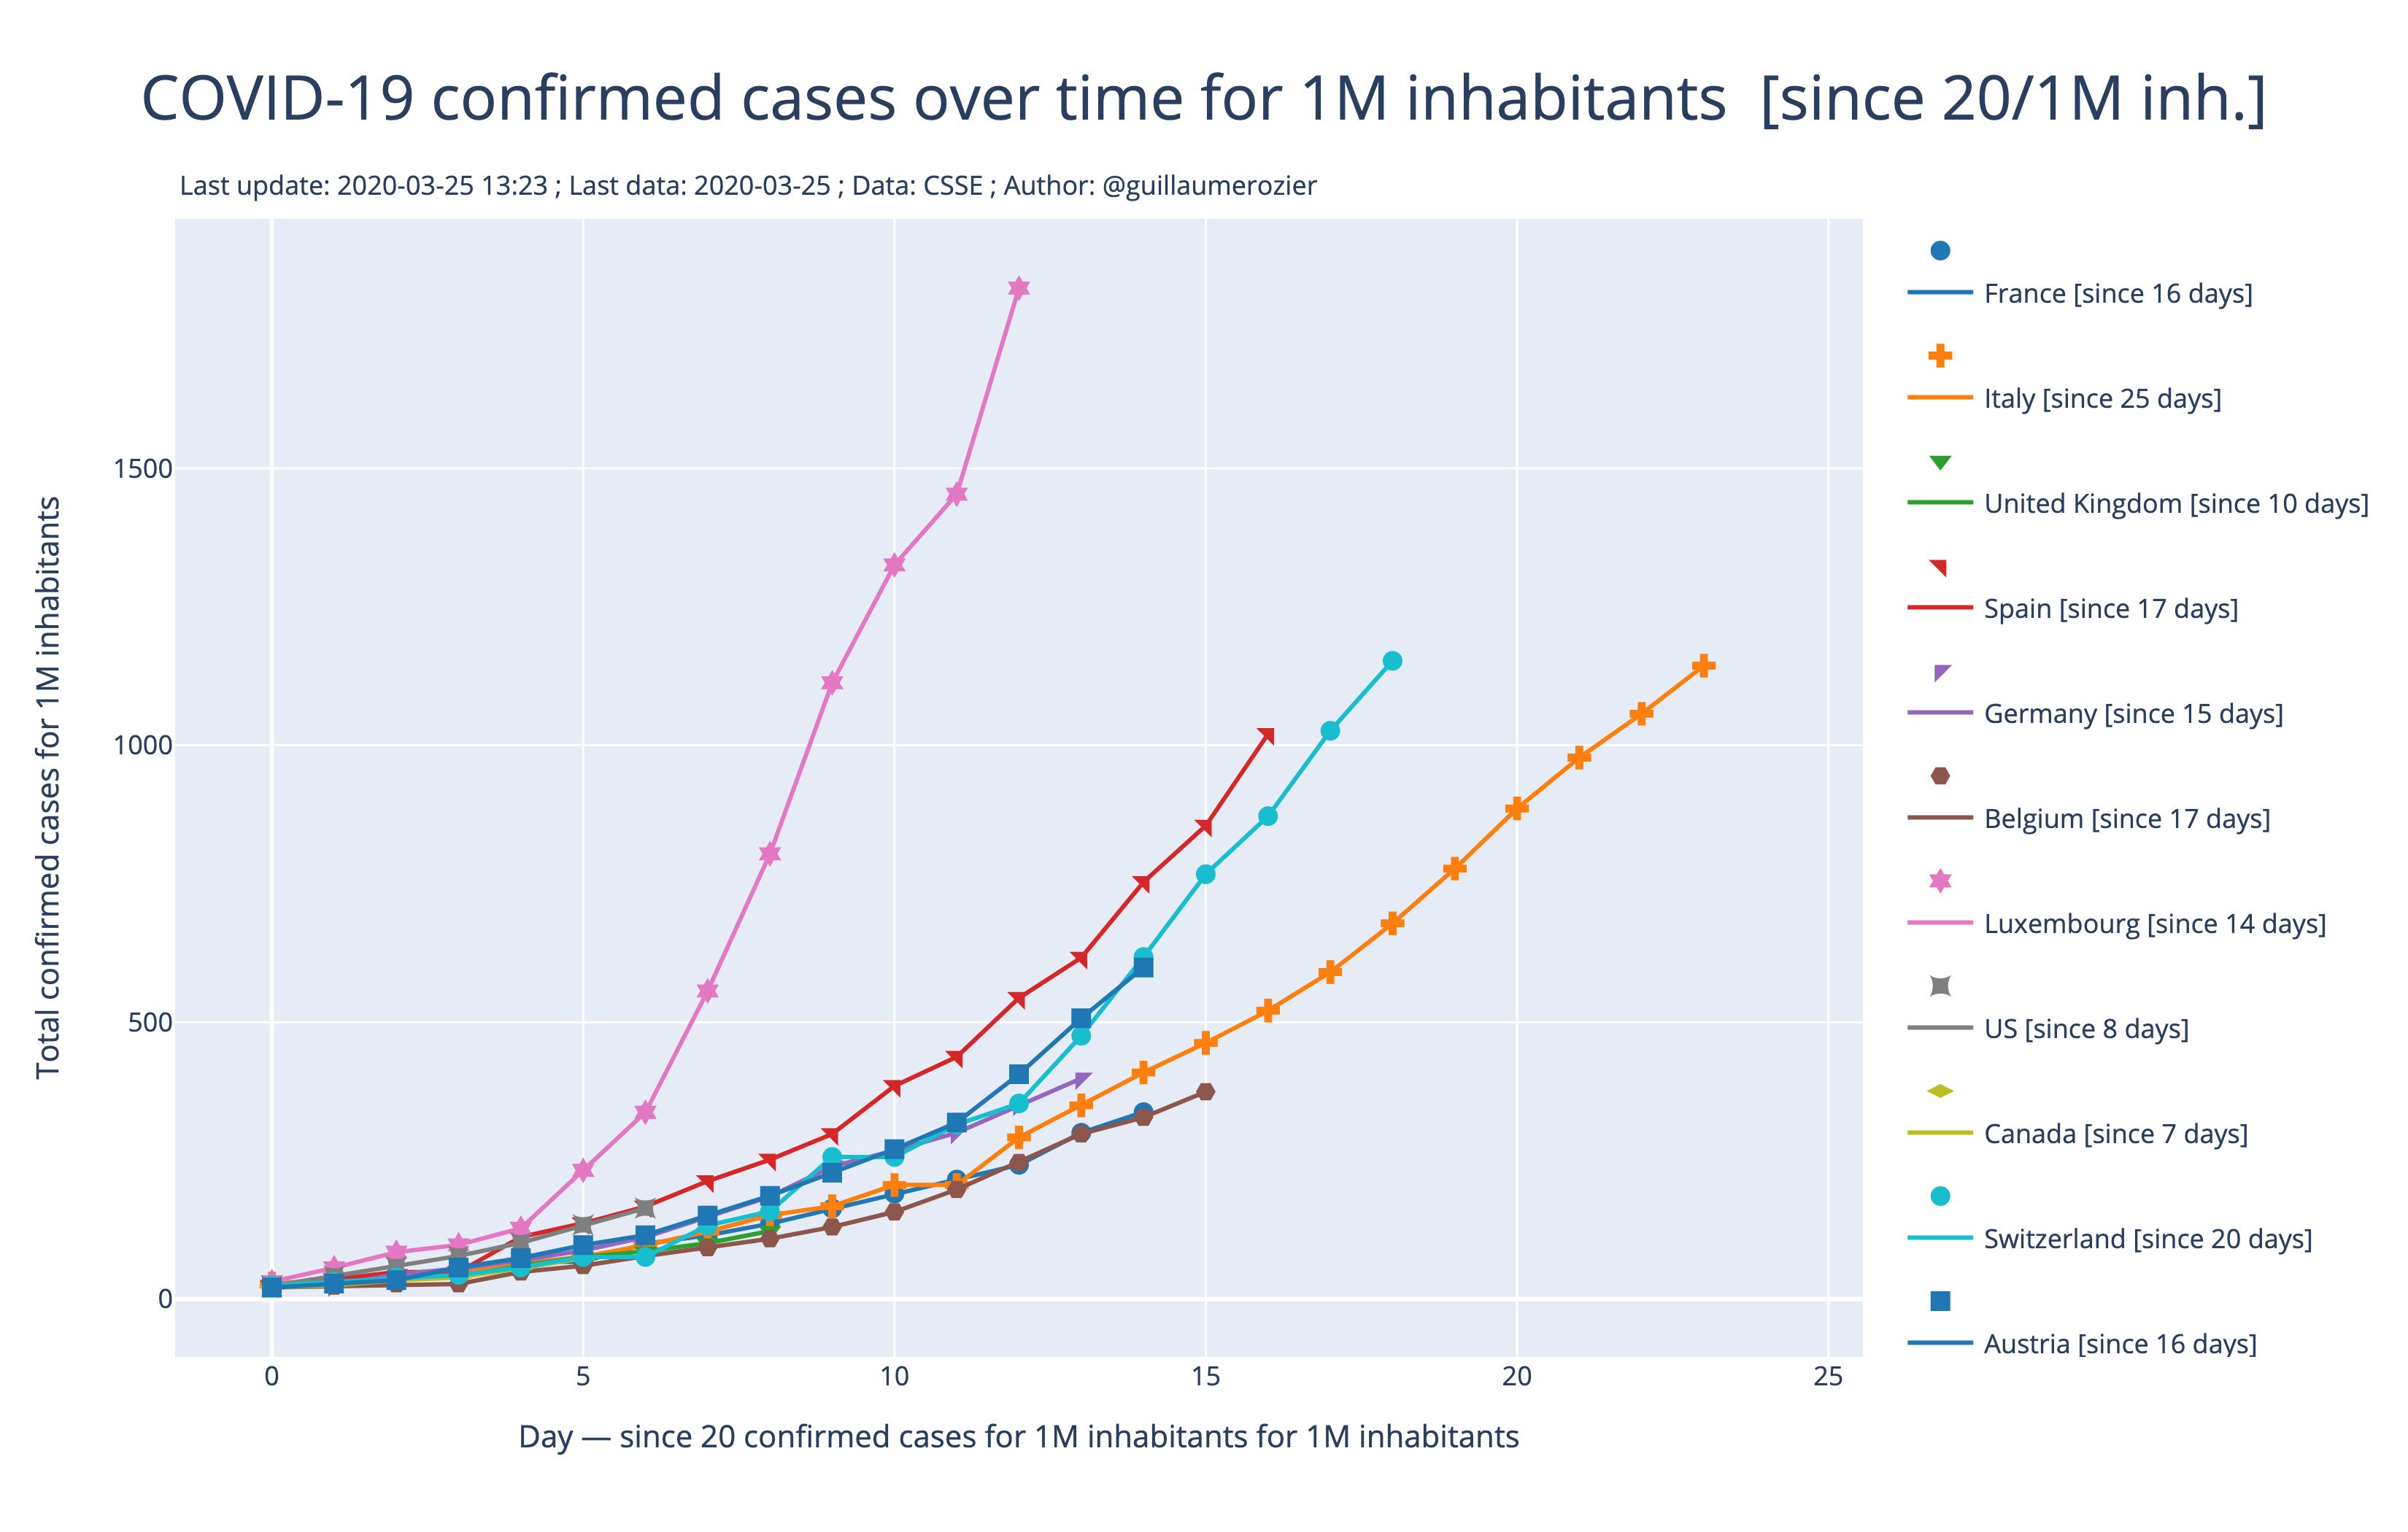 COVID-19 confirmed cases over time for 1M inhabitants [since 20/1M inh.]
Last update: 2020-03-25 13:23 ; Last data: 2020-03-25 ; Data: CSSE ; Author: @guillaumerozier
Total confirmed cases for 1M inhabitants
1500
1000
500
0
0 5 10 15 20 25
Day — since 20 confirmed cases for 1M inhabitants for 1M inhabitants
France [since 16 days]
Italy [since 25 days]
United Kingdom [since 10 days]
Spain [since 17 days]
Germany [since 15 days]
Belgium [since 17 days]
Luxembourg [since 14 days]
US [since 8 days]
Canada [since 7 days]
Switzerland [since 20 days]
Austria [since 16 days]